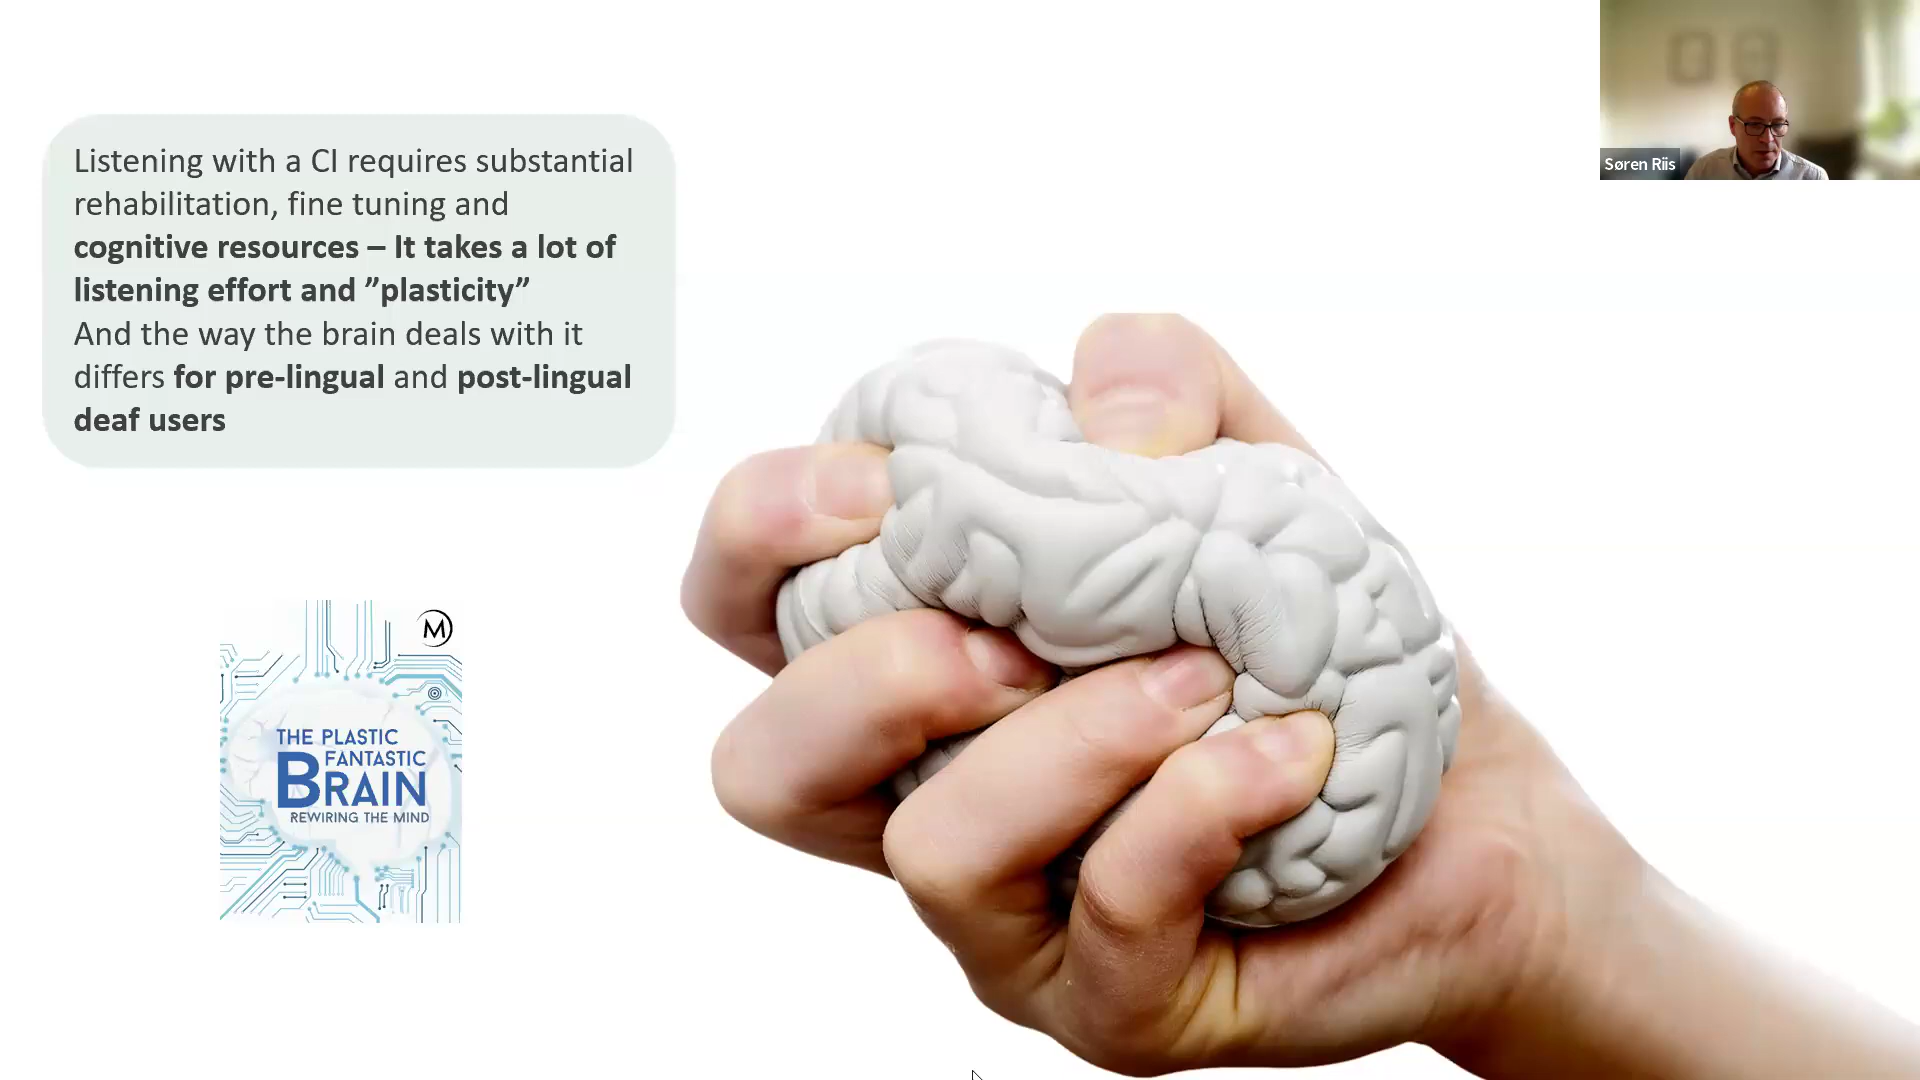 Listening with a CI requires substantial
rehabilitation, fine tuning and
cognitive resources – It takes a lot of
listening effort and ”plasticity”
And the way the brain deals with it
differs for pre-lingual and post-lingual
deaf users
Søren Riis
M
THE PLASTIC
FANTASTIC
BRAIN
REWIRING THE MIND